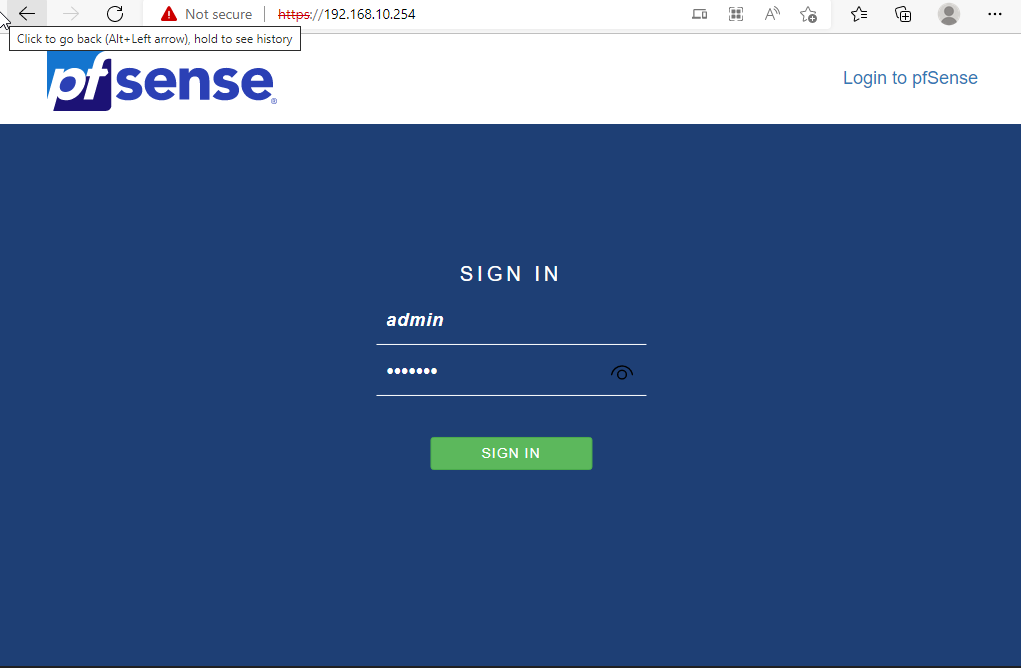 Not secure | https://192.168.10.254
Click to go back (Alt+Left arrow), hold to see history
pfsense®
Login to pfSense
SIGN IN
admin
•••••••
SIGN IN